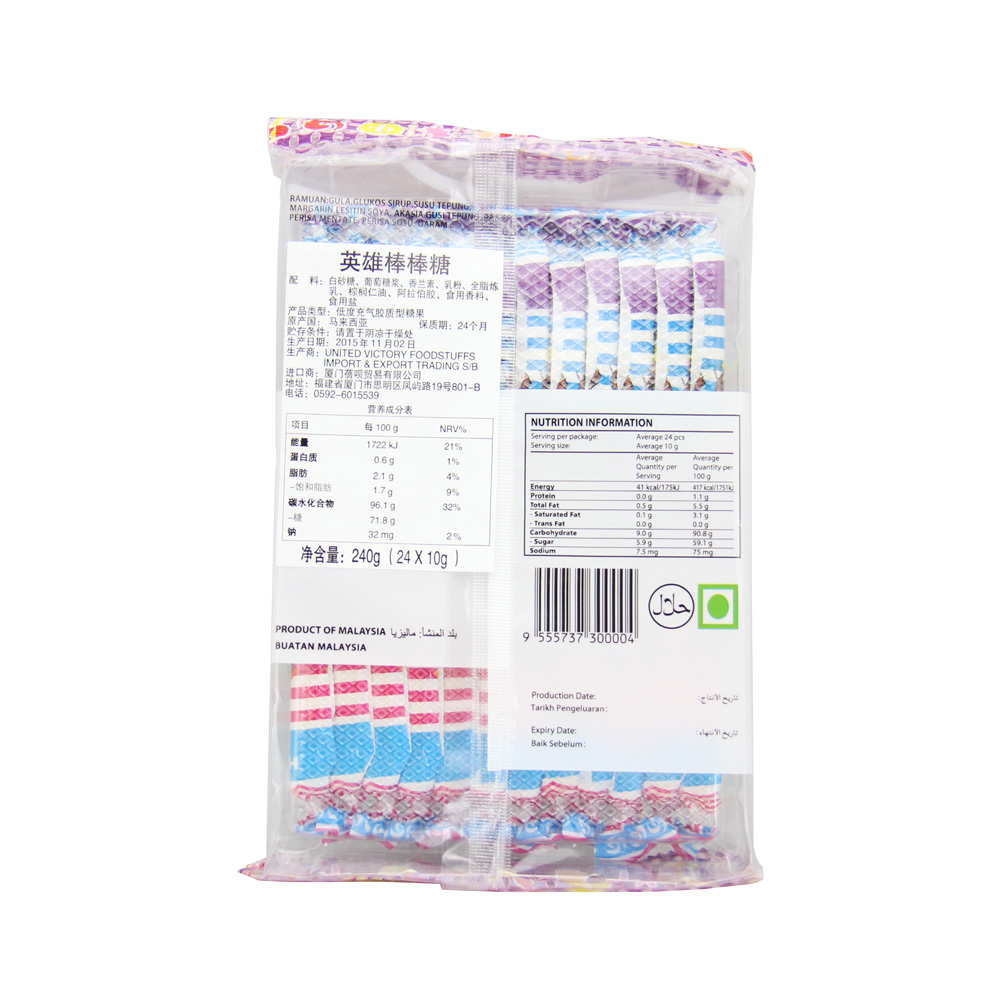 RAMUAN:GULA,GLUKOS SIRUP,SUSU TEPUNG,
MARGARIN,LESITIN SOYA, AKASIA GUSI TEPUNG,
PERISA MENTATE, PERISA SUSU, GARAM
英雄棒棒糖
配 料：白砂糖、葡萄糖浆、香兰素、乳粉、全脂炼
乳、棕榈仁油、阿拉伯胶、食用香料、
食用盐
产品类型：低度充气胶质型糖果
原产国：马来西亚 保质期：24个月
贮存条件：请置于阴凉干燥处
生产日期：2015年11月02日
生产商：UNITED VICTORY FOODSTUFFS
IMPORT & EXPORT TRADING S/B
进口商：厦门蓓呗贸易有限公司
地址：福建省厦门市思明区凤屿路19号801-B
电话：0592-6015539
营养成分表
项目 每 100 g NRV%
能量 1722 kJ 21%
蛋白质 0.6 g 1%
脂肪 2.1 g 4%
-饱和脂肪 1.7 g 9%
碳水化合物 96.1 g 32%
-糖 71.8 g
钠 32 mg 2%
净含量：240g（24 X 10g）
PRODUCT OF MALAYSIA بلد المنشأ: ماليزيا
BUATAN MALAYSIA
NUTRITION INFORMATION
Serving per package: Average 24 pcs
Serving size: Average 10 g
Average Average
Quantity per Quantity per
Serving 100 g
Energy 41 kcal/175kJ 417 kcal/1751kJ
Protein 0.0 g 1.1 g
Total Fat 0.5 g 5.5 g
- Saturated Fat 0.1 g 3.1 g
- Trans Fat 0.0 g 0.0 g
Carbohydrate 9.0 g 90.8 g
- Sugar 5.9 g 59.1 g
Sodium 7.5 mg 75 mg
9 555737 300004
حلال
Production Date: تاريخ الانتاج:
Tarikh Pengeluaran:
Expiry Date: تاريخ الانتهاء:
Baik Sebelum: